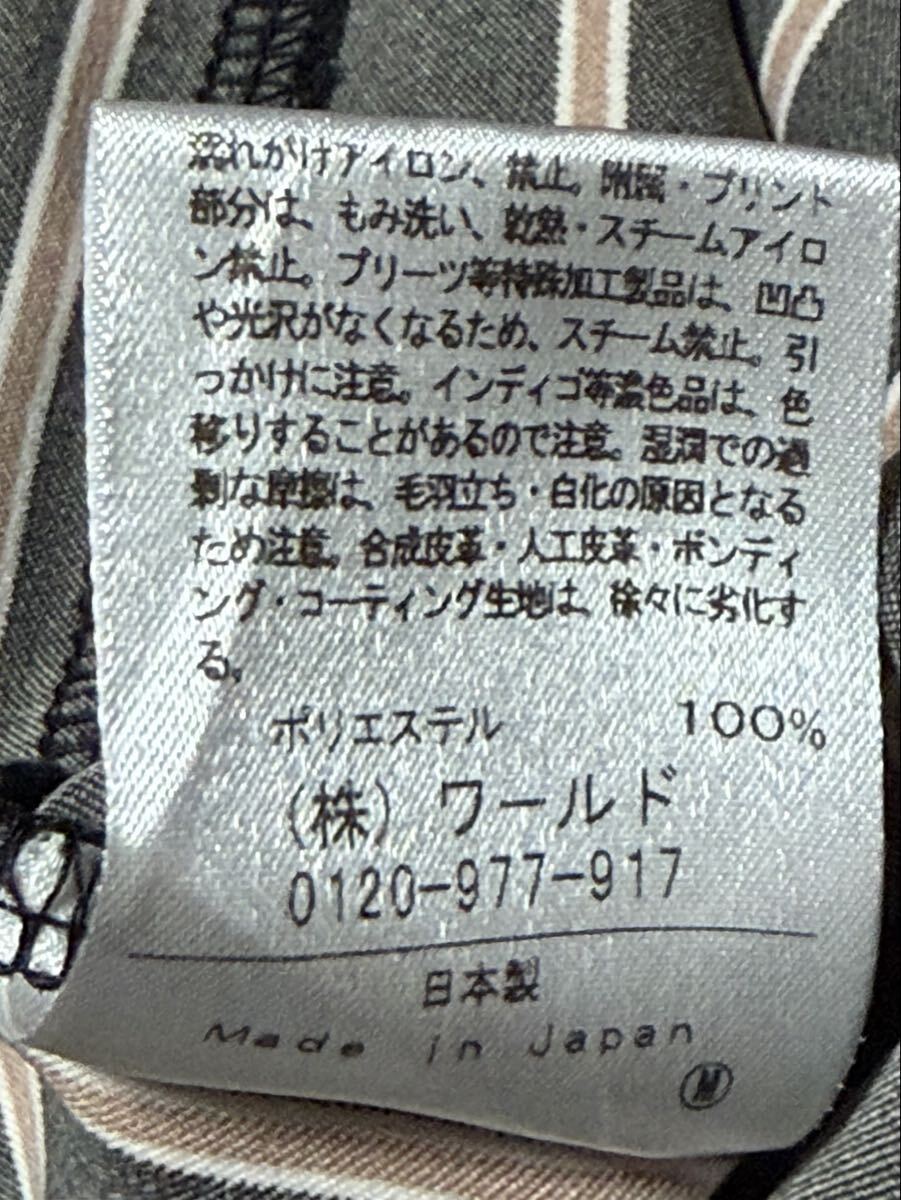 濡れがけアイロン、禁止。附属・プリント
部分は、もみ洗い、乾熱・スチームアイロ
ン禁止。プリーツ等特殊加工製品は、凹凸
や光沢がなくなるため、スチーム禁止。引
っかけに注意。インディゴ等濃色品は、色
移りすることがあるので注意。湿潤での過
剰な摩擦は、毛羽立ち・白化の原因となる
ため注意。合成皮革・人工皮革・ボンディ
ング・コーティング生地は、徐々に劣化す
る。
ポリエステル 100%
(株) ワールド
0120-977-917
日本製
Made in Japan
M